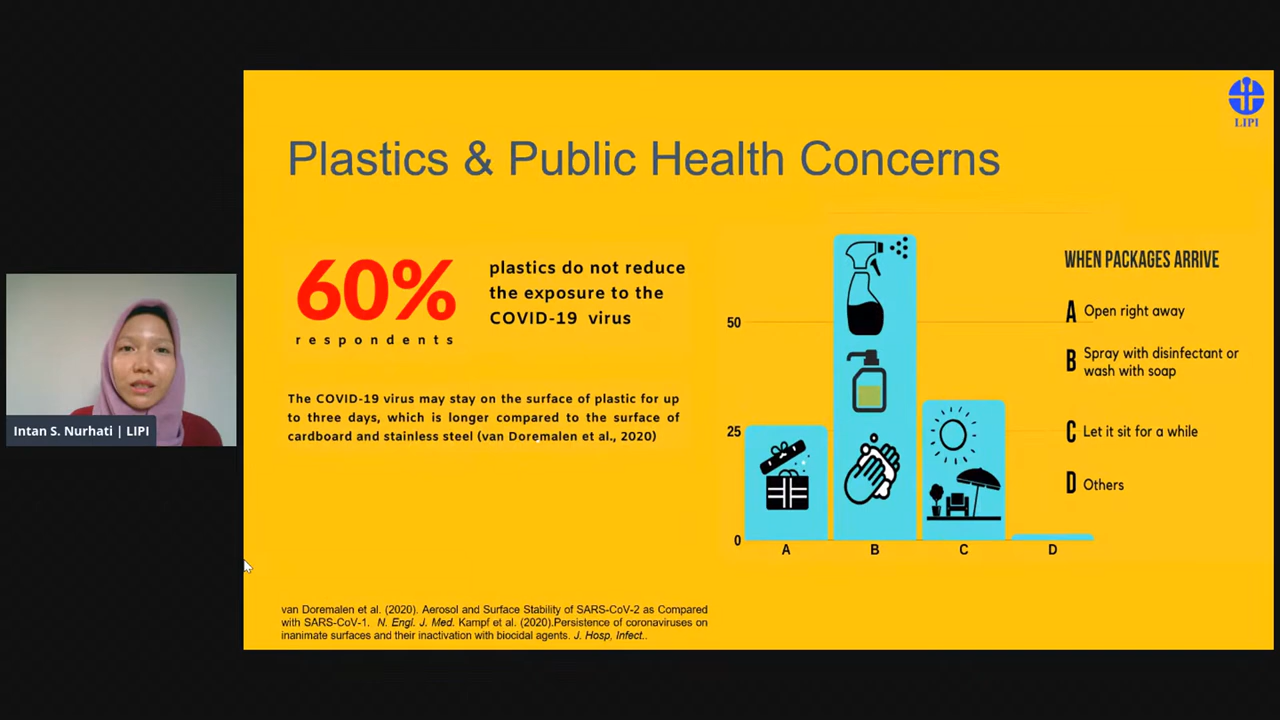 LIPI
Plastics & Public Health Concerns
60%
respondents
plastics do not reduce
the exposure to the
COVID-19 virus
The COVID-19 virus may stay on the surface of plastic for up
to three days, which is longer compared to the surface of
cardboard and stainless steel (van Doremalen et al., 2020)
50
25
0
A
B
C
D
WHEN PACKAGES ARRIVE
A Open right away
B Spray with disinfectant or
wash with soap
C Let it sit for a while
D Others
Intan S. Nurhati | LIPI
van Doremalen et al. (2020). Aerosol and Surface Stability of SARS-CoV-2 as Compared
with SARS-CoV-1. N. Engl. J. Med. Kampf et al. (2020).Persistence of coronaviruses on
inanimate surfaces and their inactivation with biocidal agents. J. Hosp, Infect..